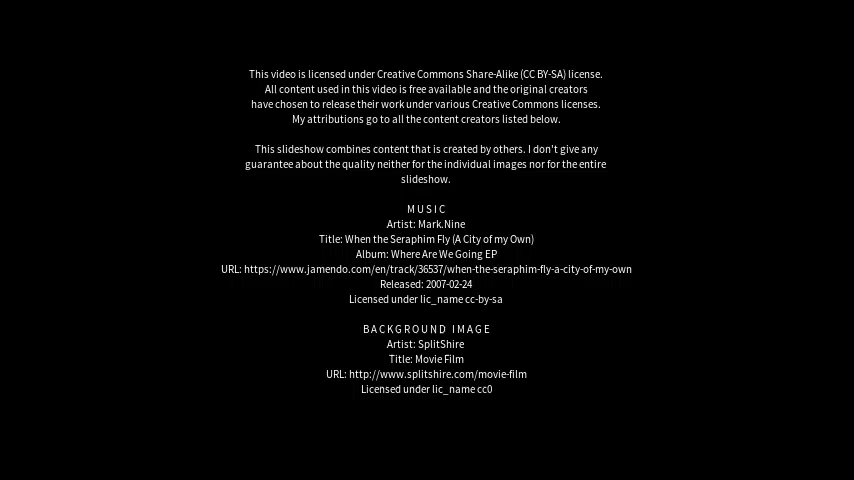 This video is licensed under Creative Commons Share-Alike (CC BY-SA) license.
All content used in this video is free available and the original creators
have chosen to release their work under various Creative Commons licenses.
My attributions go to all the content creators listed below.
This slideshow combines content that is created by others. I don't give any
guarantee about the quality neither for the individual images nor for the entire
slideshow.
MUSIC
Artist: Mark.Nine
Title: When the Seraphim Fly (A City of my Own)
Album: Where Are We Going EP
URL: https://www.jamendo.com/en/track/36537/when-the-seraphim-fly-a-city-of-my-own
Released: 2007-02-24
Licensed under lic_name cc-by-sa
BACKGROUND IMAGE
Artist: SplitShire
Title: Movie Film
URL: http://www.splitshire.com/movie-film
Licensed under lic_name cc0